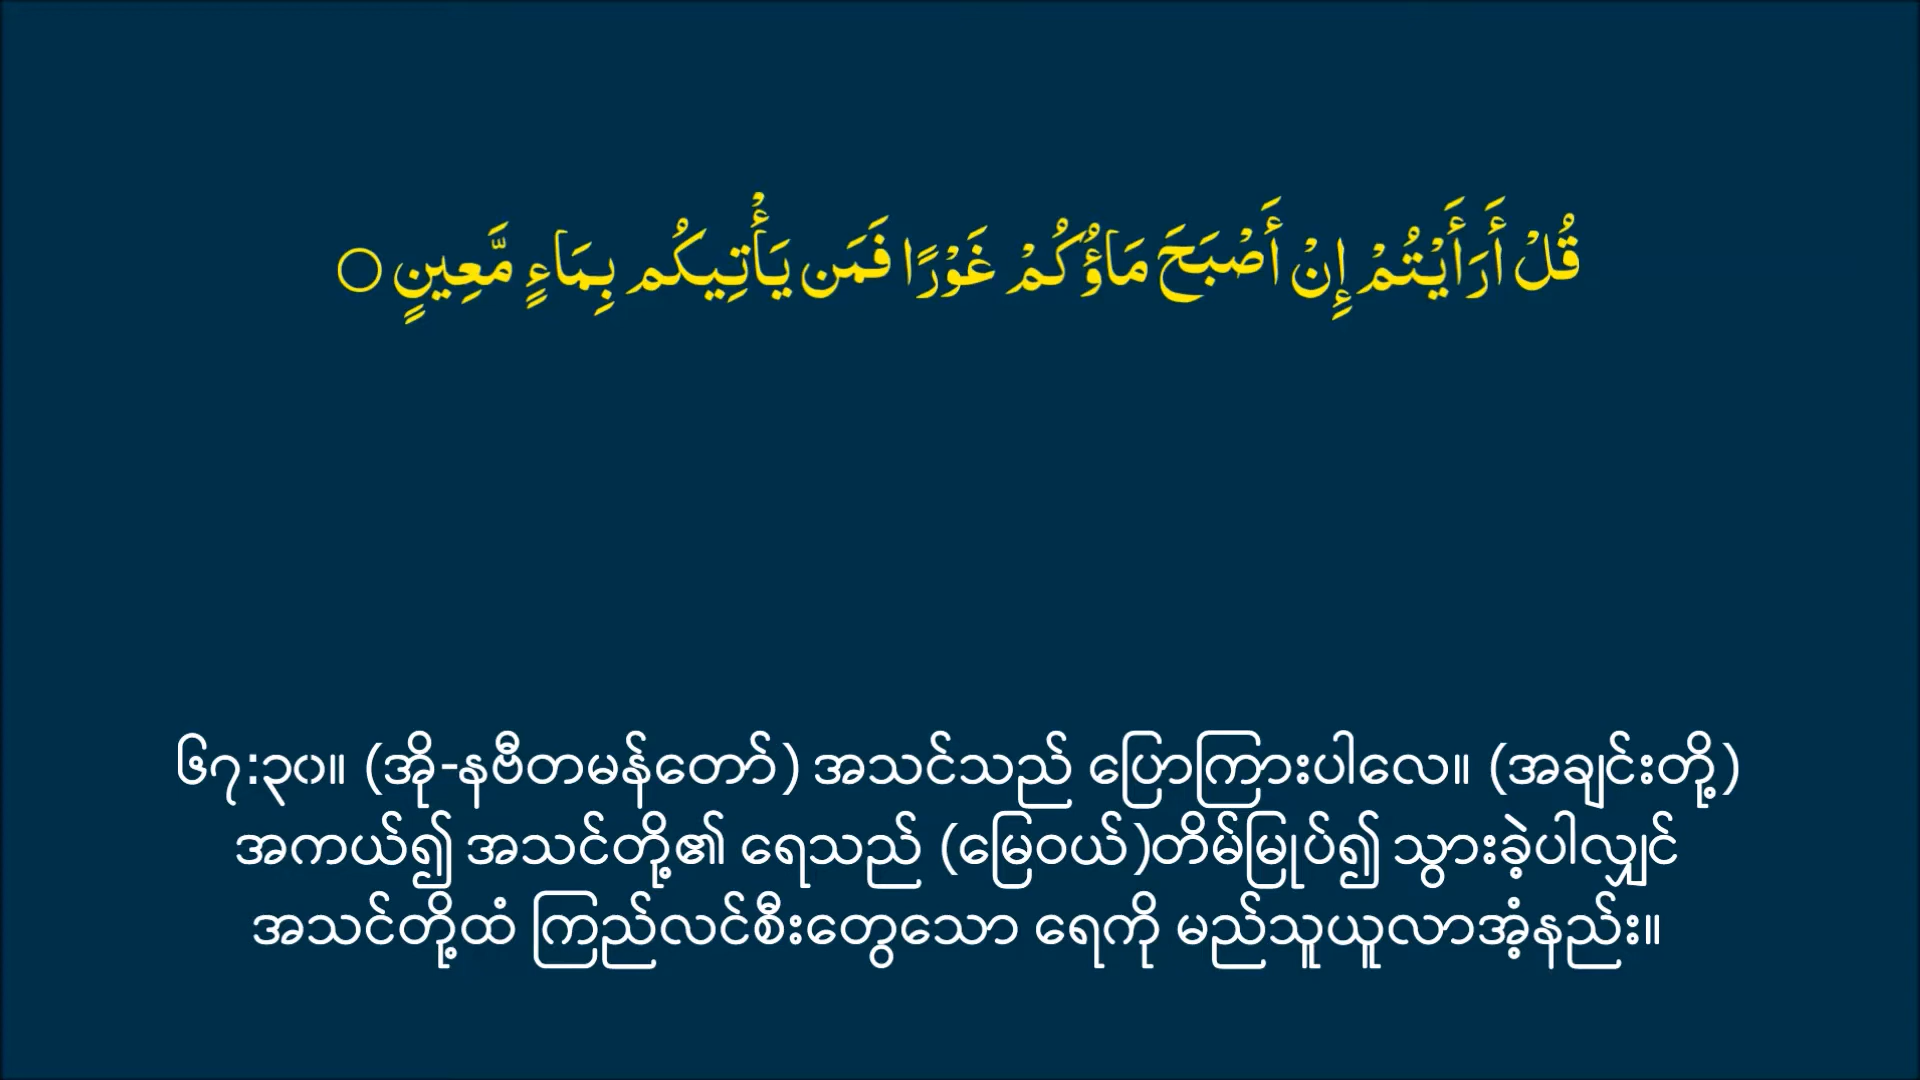 قُلْ أَرَأَيْتُمْ إِنْ أَصْبَحَ مَاؤُكُمْ غَوْرًا فَمَن يَأْتِيكُم بِمَاءٍ مَّعِينٍ ○
၆၇:၃၀။ (အို-နဗီတမန်တော်) အသင်သည် ပြောကြားပါလေ။ (အချင်းတို့)
အကယ်၍ အသင်တို့၏ ရေသည် (မြေဝယ်)တိမ်မြုပ်၍ သွားခဲ့ပါလျှင်
အသင်တို့ထံ ကြည်လင်စီးတွေသော ရေကို မည်သူယူလာအံ့နည်း။